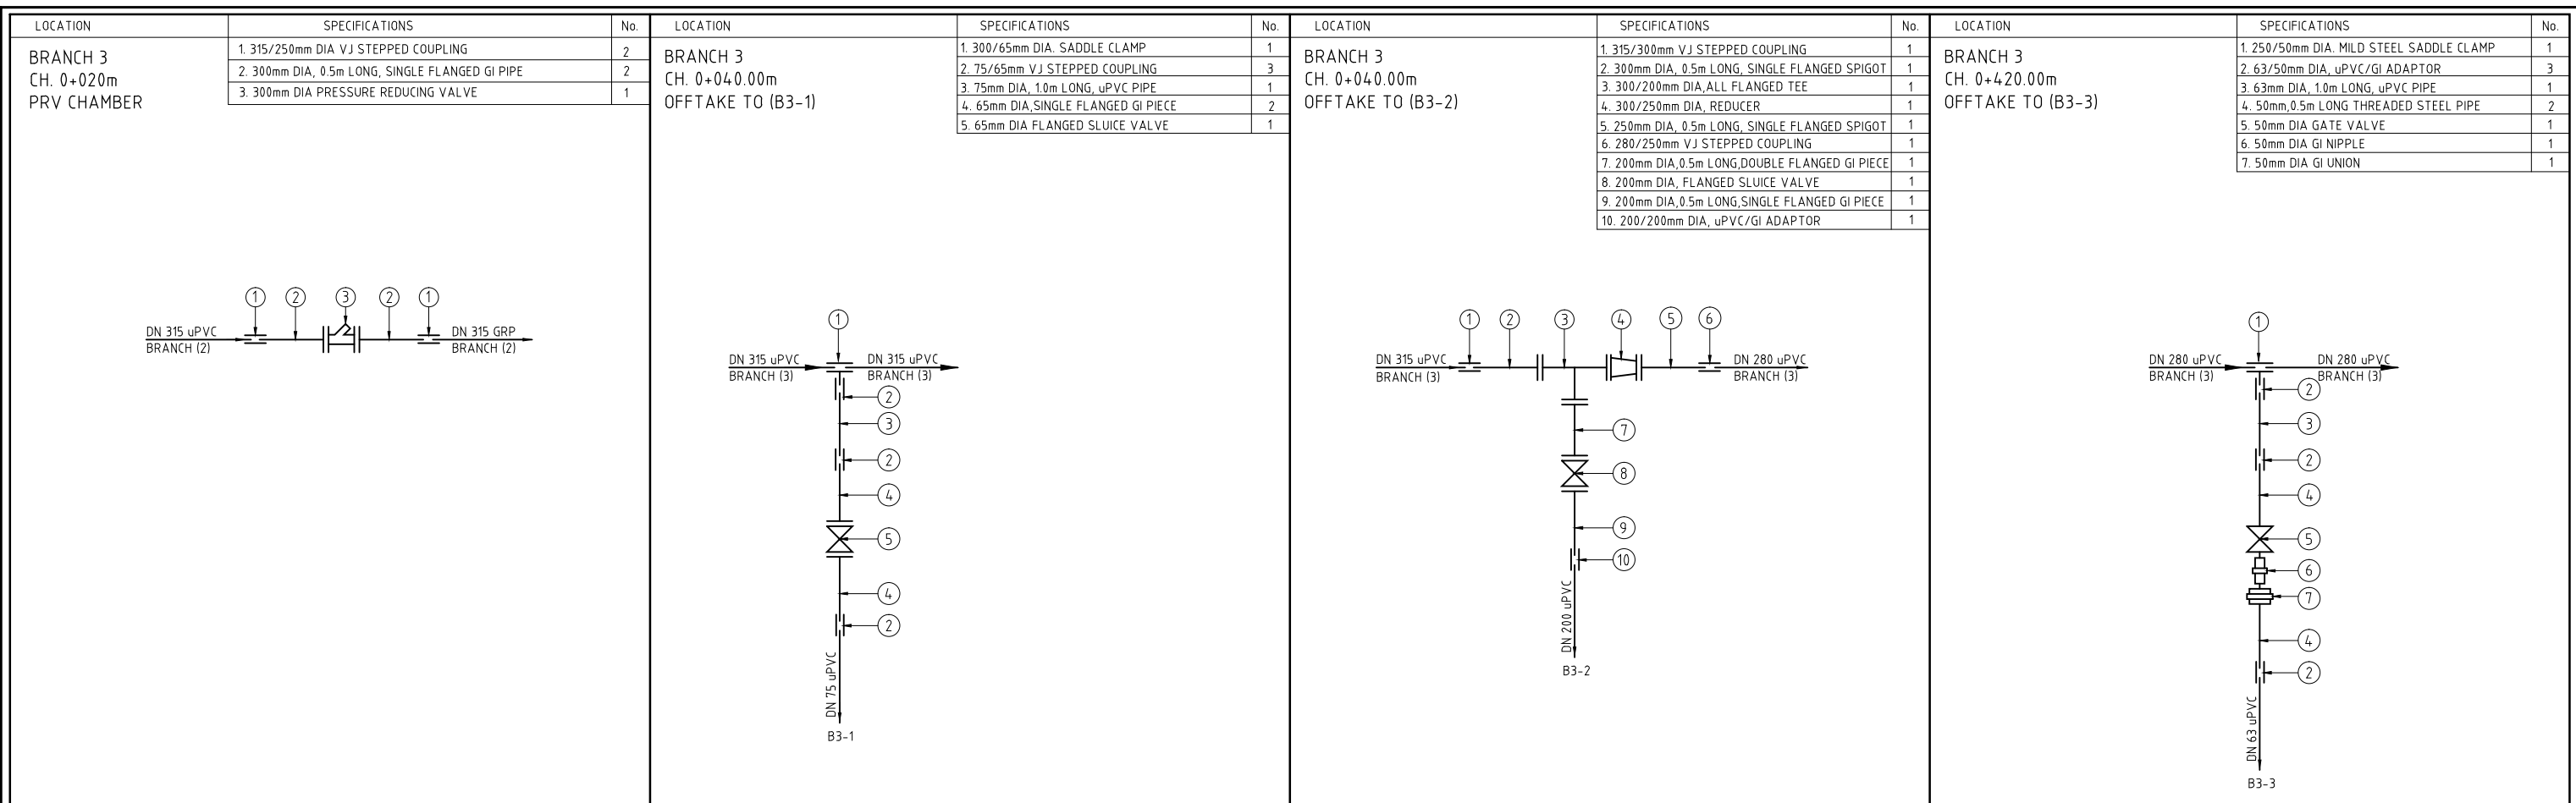 LOCATION SPECIFICATIONS No.
BRANCH 3
CH. 0+020m
PRV CHAMBER
1. 315/250mm DIA VJ STEPPED COUPLING 2
2. 300mm DIA, 0.5m LONG, SINGLE FLANGED GI PIPE 2
3. 300mm DIA PRESSURE REDUCING VALVE 1
1 2 3 2 1
DN 315 uPVC
BRANCH (2)
DN 315 GRP
BRANCH (2)
LOCATION SPECIFICATIONS No.
BRANCH 3
CH. 0+040.00m
OFFTAKE TO (B3-1)
1. 300/65mm DIA. SADDLE CLAMP 1
2. 75/65mm VJ STEPPED COUPLING 3
3. 75mm DIA, 1.0m LONG, uPVC PIPE 1
4. 65mm DIA,SINGLE FLANGED GI PIECE 2
5. 65mm DIA FLANGED SLUICE VALVE 1
1
DN 315 uPVC
BRANCH (3)
DN 315 uPVC
BRANCH (3)
2
3
2
4
5
4
2
DN 75 uPVC
B3-1
LOCATION SPECIFICATIONS No.
BRANCH 3
CH. 0+040.00m
OFFTAKE TO (B3-2)
1. 315/300mm VJ STEPPED COUPLING 1
2. 300mm DIA, 0.5m LONG, SINGLE FLANGED SPIGOT 1
3. 300/200mm DIA,ALL FLANGED TEE 1
4. 300/250mm DIA, REDUCER 1
5. 250mm DIA, 0.5m LONG, SINGLE FLANGED SPIGOT 1
6. 280/250mm VJ STEPPED COUPLING 1
7. 200mm DIA,0.5m LONG,DOUBLE FLANGED GI PIECE 1
8. 200mm DIA, FLANGED SLUICE VALVE 1
9. 200mm DIA,0.5m LONG,SINGLE FLANGED GI PIECE 1
10. 200/200mm DIA, uPVC/GI ADAPTOR 1
1 2 3 4 5 6
DN 315 uPVC
BRANCH (3)
DN 280 uPVC
BRANCH (3)
7
8
9
10
DN 200 uPVC
B3-2
LOCATION SPECIFICATIONS No.
BRANCH 3
CH. 0+420.00m
OFFTAKE TO (B3-3)
1. 250/50mm DIA. MILD STEEL SADDLE CLAMP 1
2. 63/50mm DIA, uPVC/GI ADAPTOR 3
3. 63mm DIA, 1.0m LONG, uPVC PIPE 1
4. 50mm,0.5m LONG THREADED STEEL PIPE 2
5. 50mm DIA GATE VALVE 1
6. 50mm DIA GI NIPPLE 1
7. 50mm DIA GI UNION 1
1
DN 280 uPVC
BRANCH (3)
DN 280 uPVC
BRANCH (3)
2
3
2
4
5
6
7
4
2
DN 63 uPVC
B3-3